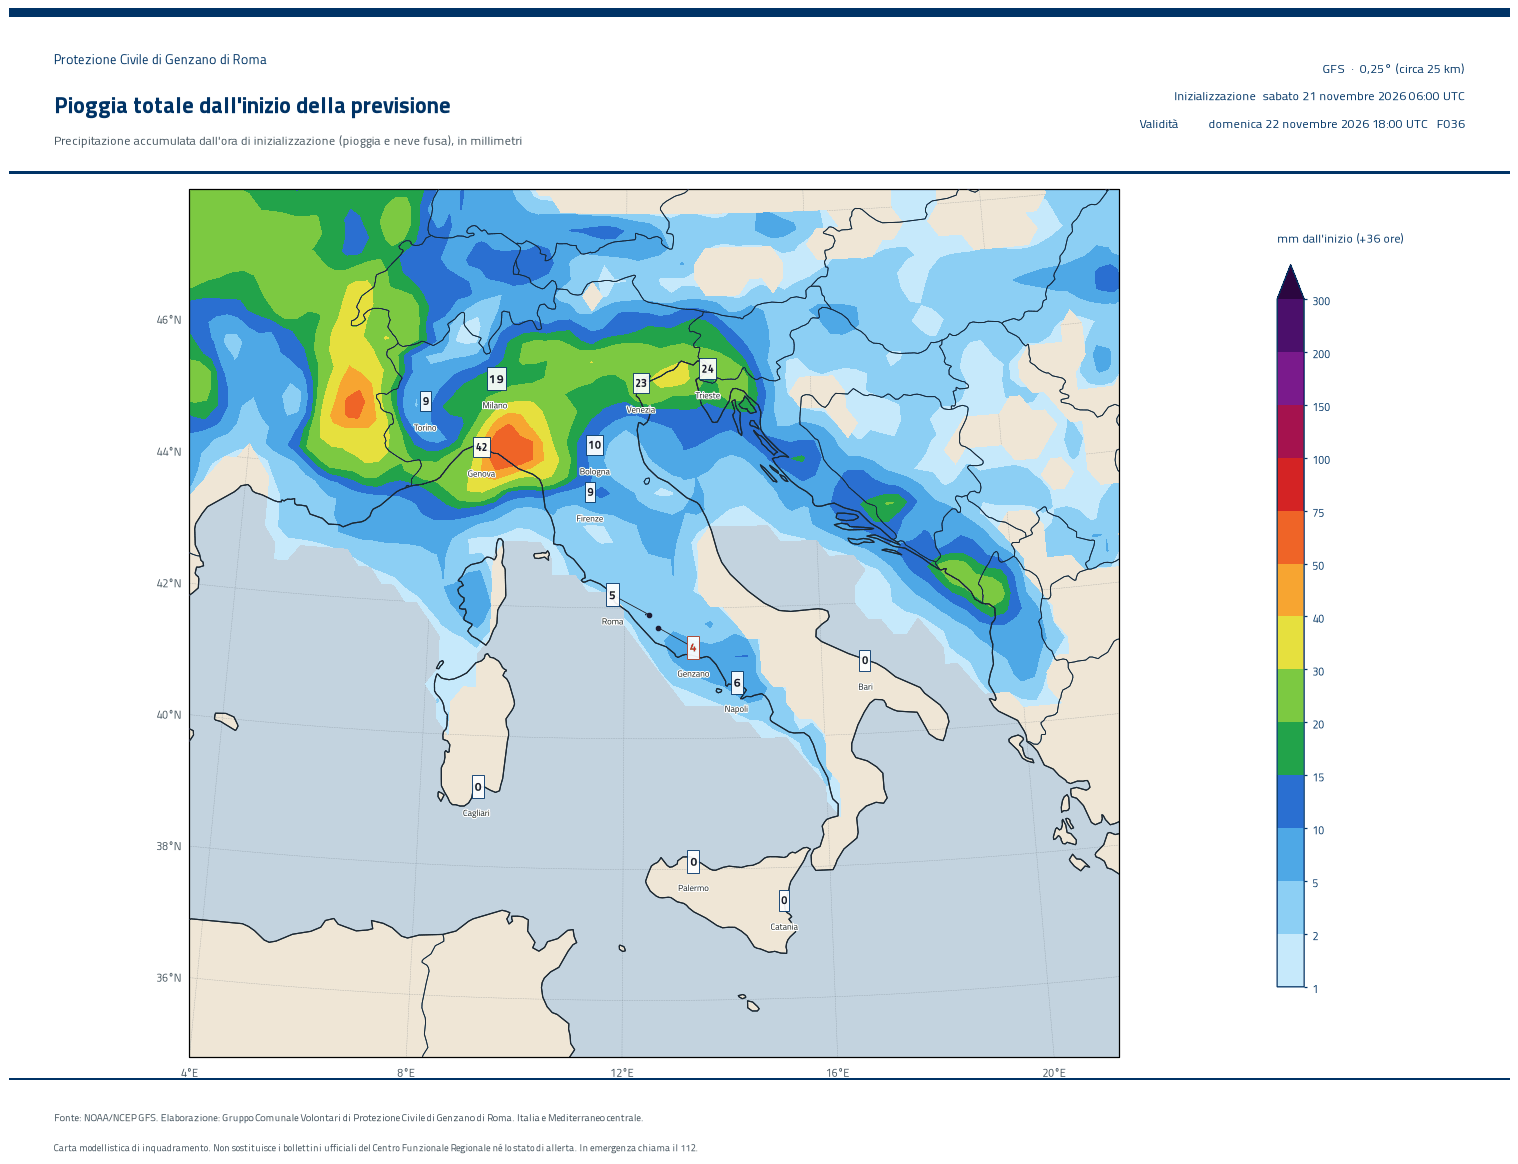 Protezione Civile di Genzano di Roma
Pioggia totale dall'inizio della previsione
Precipitazione accumulata dall'ora di inizializzazione (pioggia e neve fusa), in millimetri
GFS · 0,25° (circa 25 km)
Inizializzazione sabato 21 novembre 2026 06:00 UTC
Validità domenica 22 novembre 2026 18:00 UTC F036
mm dall'inizio (+36 ore)
300
200
150
100
75
50
40
30
20
15
10
5
2
1
46°N
44°N
42°N
40°N
38°N
36°N
4°E
8°E
12°E
16°E
20°E
24
Trieste
19
Milano
23
Venezia
9
Torino
42
Genova
10
Bologna
9
Firenze
5
Roma
4
Genzano
0
Bari
6
Napoli
0
Cagliari
0
Palermo
0
Catania
Fonte: NOAA/NCEP GFS. Elaborazione: Gruppo Comunale Volontari di Protezione Civile di Genzano di Roma. Italia e Mediterraneo centrale.
Carta modellistica di inquadramento. Non sostituisce i bollettini ufficiali del Centro Funzionale Regionale né lo stato di allerta. In emergenza chiama il 112.